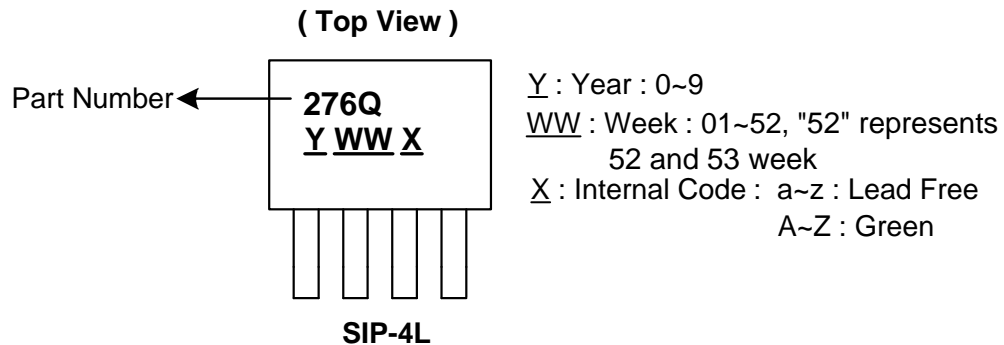 ( Top View )
Part Number
276Q
Y WW X
Y : Year : 0~9
WW : Week : 01~52, "52" represents
52 and 53 week
X : Internal Code : a~z : Lead Free
A~Z : Green
SIP-4L